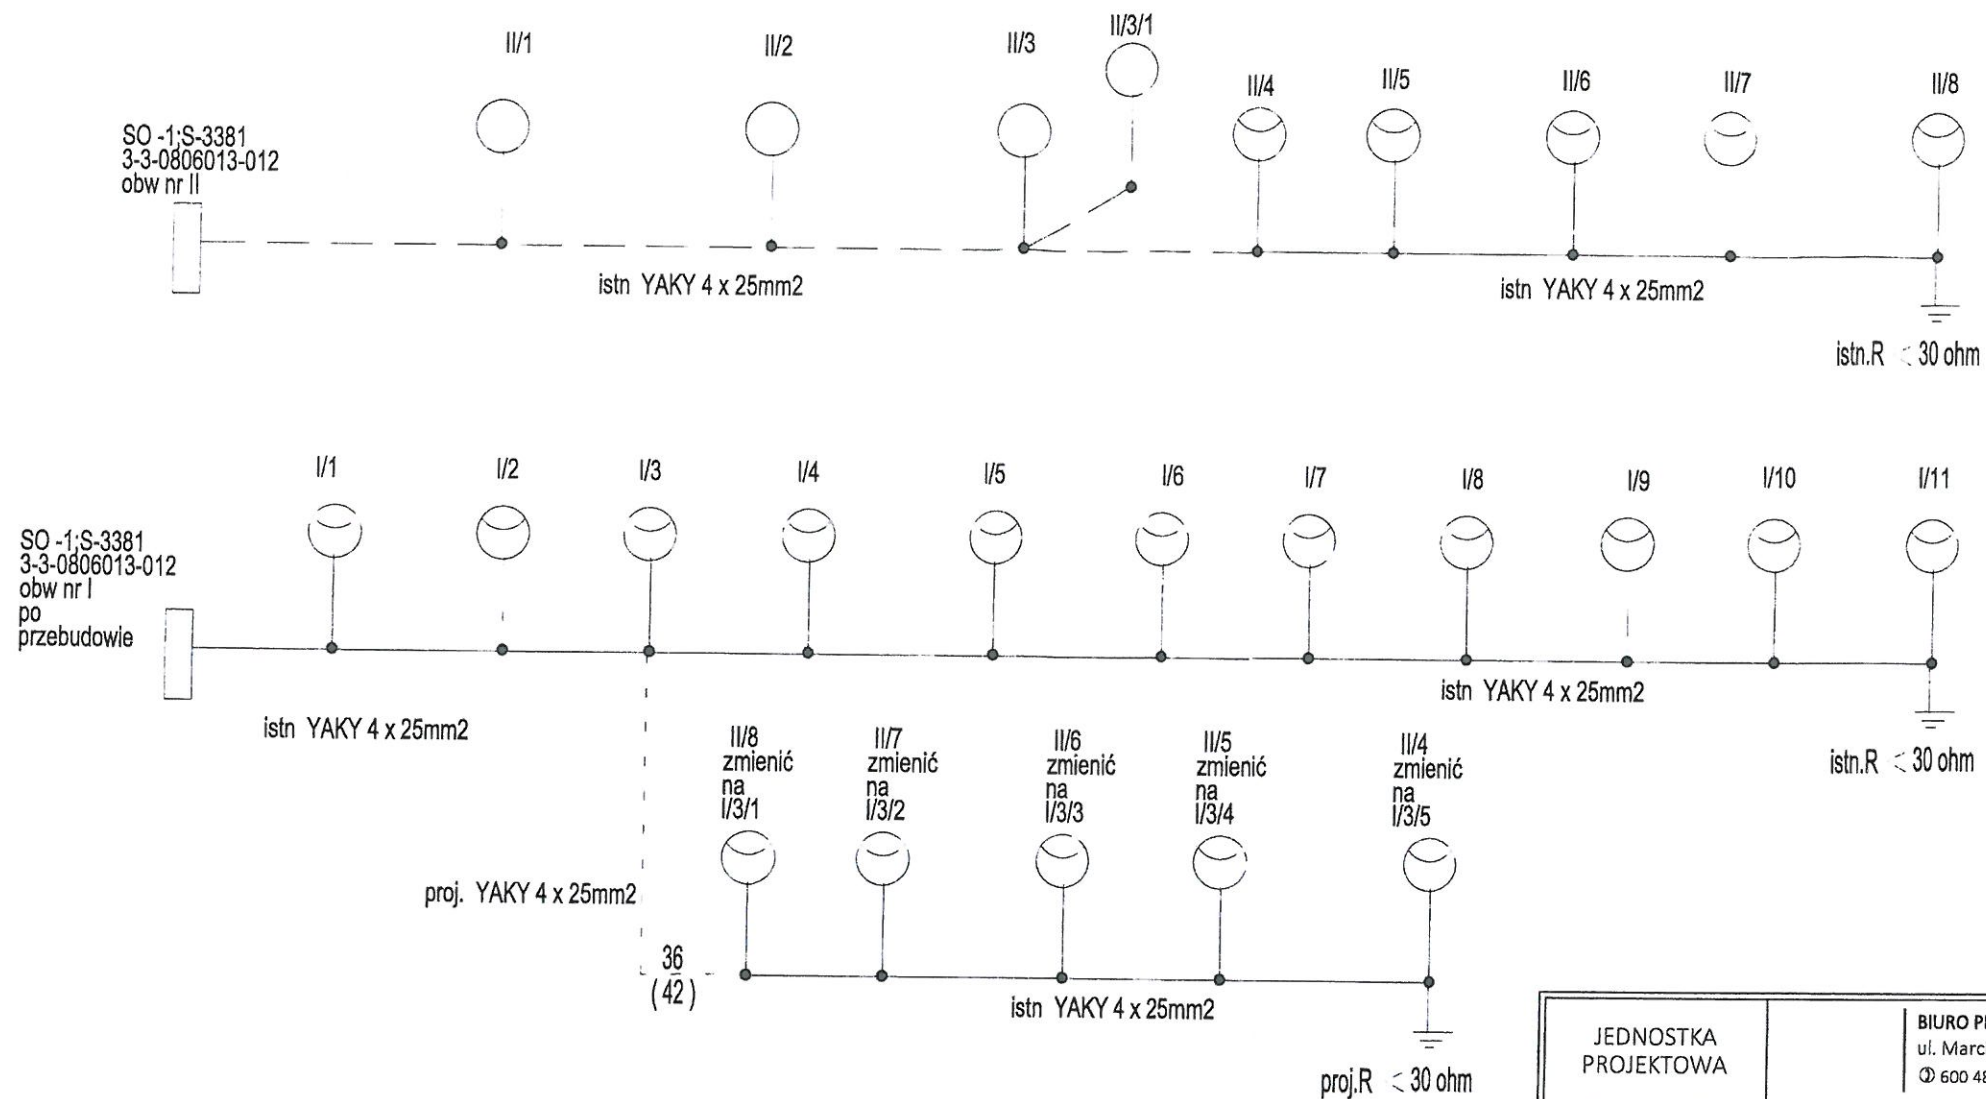 II/1
II/2
II/3
II/3/1
II/4
II/5
II/6
II/7
II/8
SO -1;S-3381
3-3-0806013-012
obw nr II
istn YAKY 4 x 25mm2
istn YAKY 4 x 25mm2
istn.R < 30 ohm
I/1
I/2
I/3
I/4
I/5
I/6
I/7
I/8
I/9
I/10
I/11
SO -1;S-3381
3-3-0806013-012
obw nr I
po
przebudowie
istn YAKY 4 x 25mm2
istn YAKY 4 x 25mm2
istn.R < 30 ohm
II/8
zmienić
na
I/3/1
II/7
zmienić
na
I/3/2
II/6
zmienić
na
I/3/3
II/5
zmienić
na
I/3/4
II/4
zmienić
na
I/3/5
proj. YAKY 4 x 25mm2
36
(42)
istn YAKY 4 x 25mm2
proj.R < 30 ohm
JEDNOSTKA
PROJEKTOWA
BIURO
ul. Marc
600 48